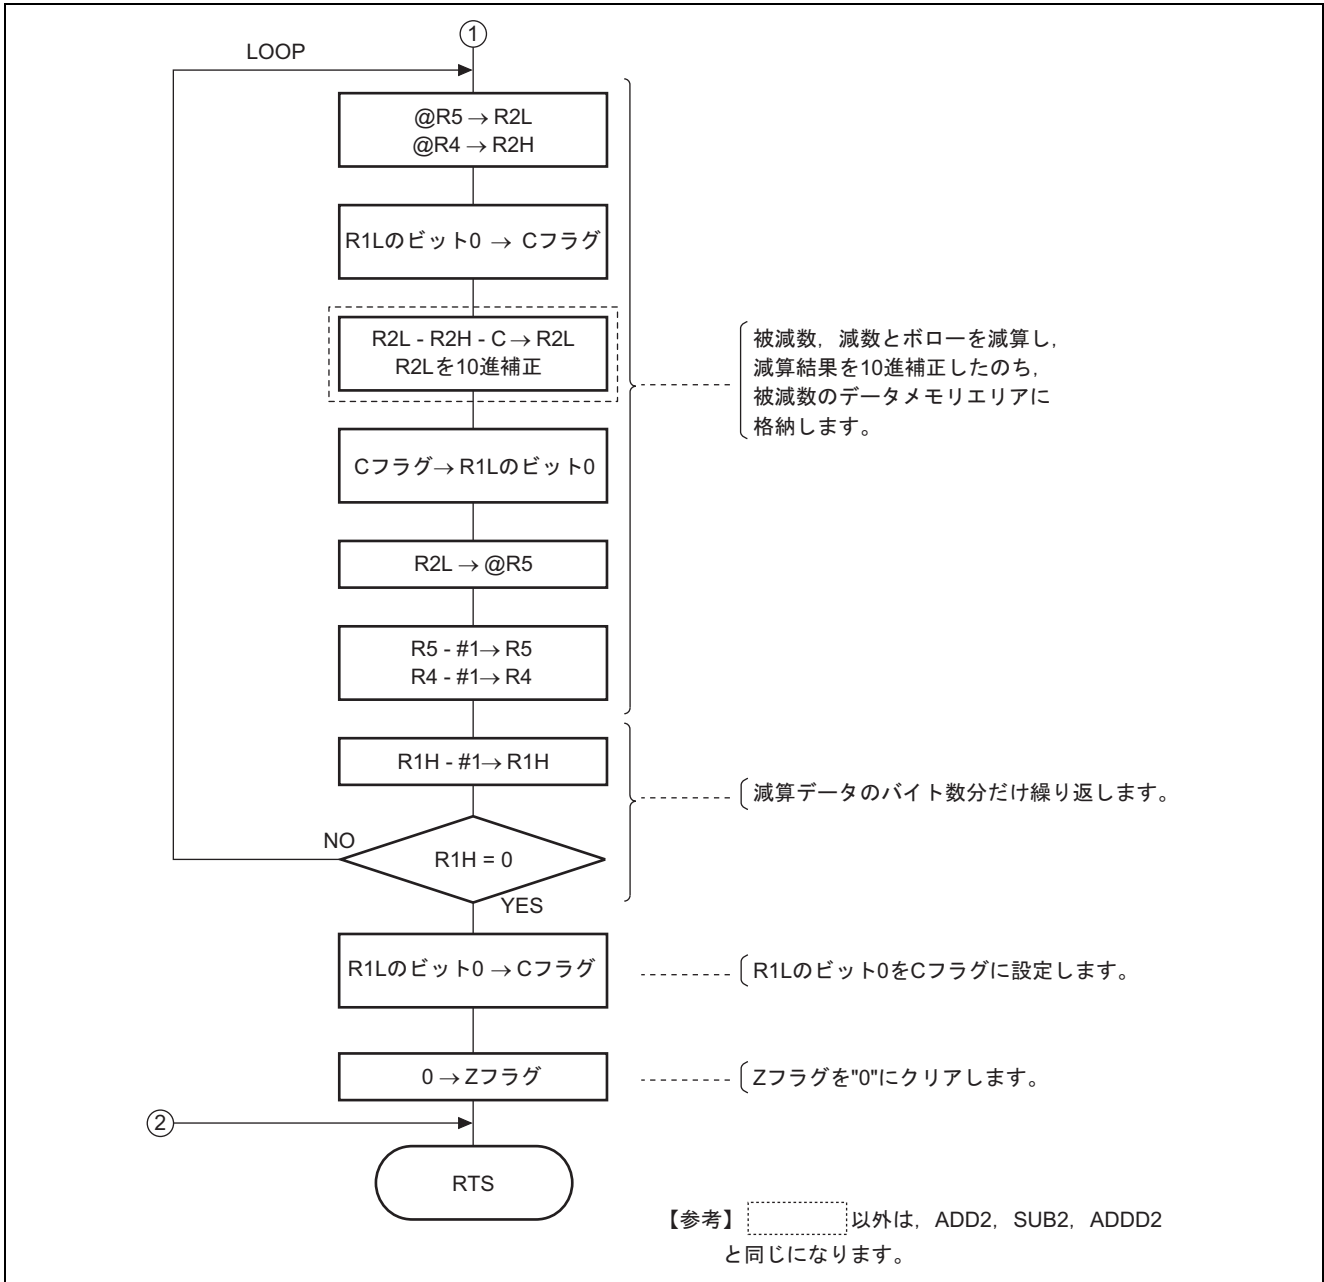 ①
LOOP
@R5 → R2L
@R4 → R2H
R1Lのビット0 → Cフラグ
R2L - R2H - C → R2L
R2Lを10進補正
被減数，減数とボローを減算し，
減算結果を10進補正したのち，
被減数のデータメモリエリアに
格納します。
Cフラグ→ R1Lのビット0
R2L → @R5
R5 - #1→ R5
R4 - #1→ R4
R1H - #1→ R1H
減算データのバイト数分だけ繰り返します。
NO
R1H = 0
YES
R1Lのビット0 → Cフラグ
R1Lのビット0をCフラグに設定します。
0 → Zフラグ
Zフラグを"0"にクリアします。
②
RTS
【参考】 以外は，ADD2，SUB2，ADDD2
と同じになります。